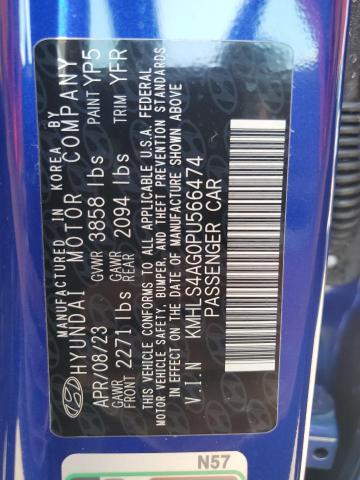 MANUFACTURED IN KOREA BY
HYUNDAI MOTOR COMPANY
APR/08/23 GVWR 3858 lbs PAINT YP5
GAWR FRONT 2271 lbs GAWR REAR 2094 lbs TRIM YFR
THIS VEHICLE CONFORMS TO ALL APPLICABLE U.S.A. FEDERAL
MOTOR VEHICLE SAFETY, BUMPER, AND THEFT PREVENTION
STANDARDS IN EFFECT ON THE DATE OF MANUFACTURE SHOWN ABOVE.
V.I.N KMHLS4AG0PU566474
PASSENGER CAR
N57